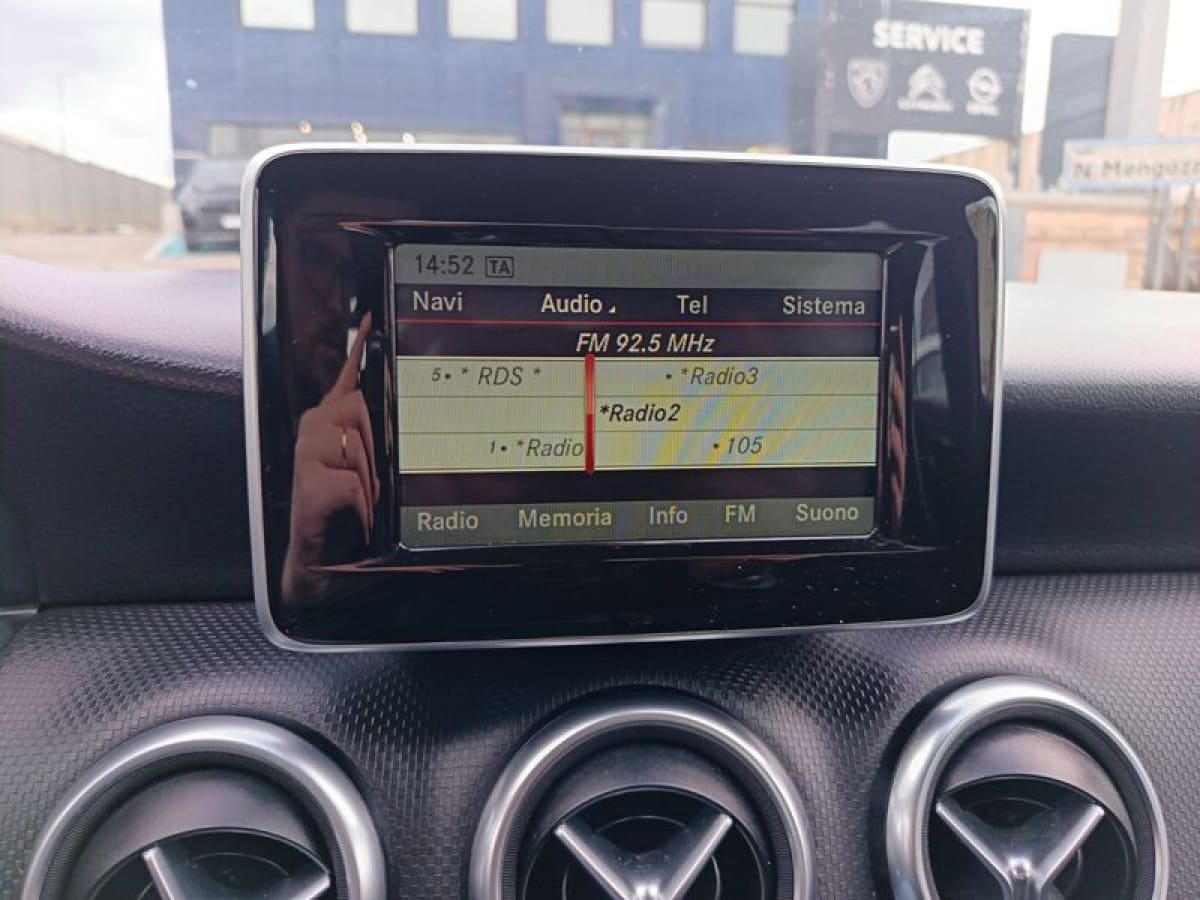 SERVICE
N. Mengozzi
14:52 TA
Navi Audio Tel Sistema
FM 92.5 MHz
5• * RDS * • *Radio3
*Radio2
1• *Radio • 105
Radio Memoria Info FM Suono